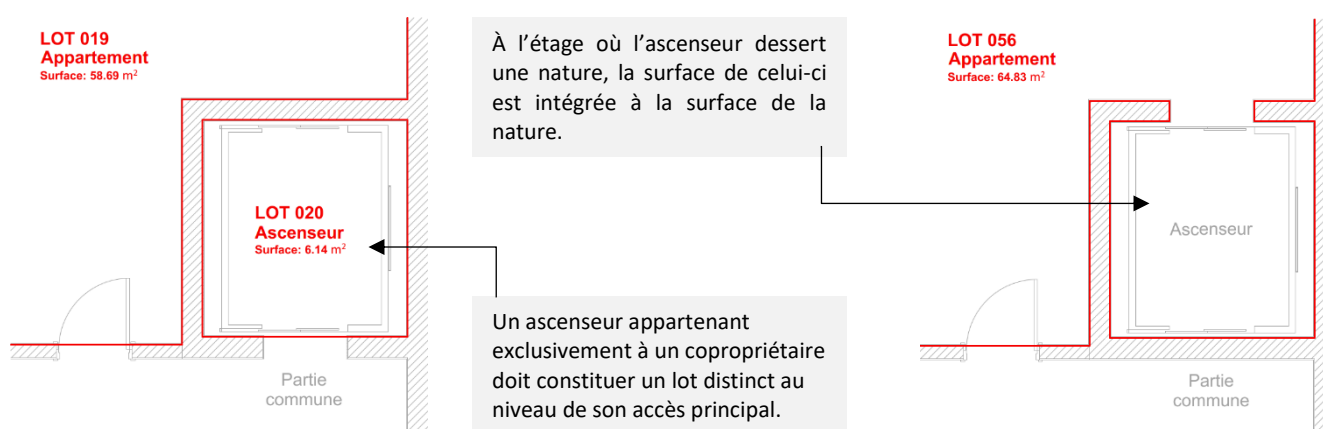 LOT 019
Appartement
Surface: 58.69 m²
LOT 020
Ascenseur
Surface: 6.14 m²
Partie
commune
À l’étage où l’ascenseur dessert
une nature, la surface de celui-ci
est intégrée à la surface de la
nature.
Un ascenseur appartenant
exclusivement à un copropriétaire
doit constituer un lot distinct au
niveau de son accès principal.
LOT 056
Appartement
Surface: 64.83 m²
Ascenseur
Partie
commune